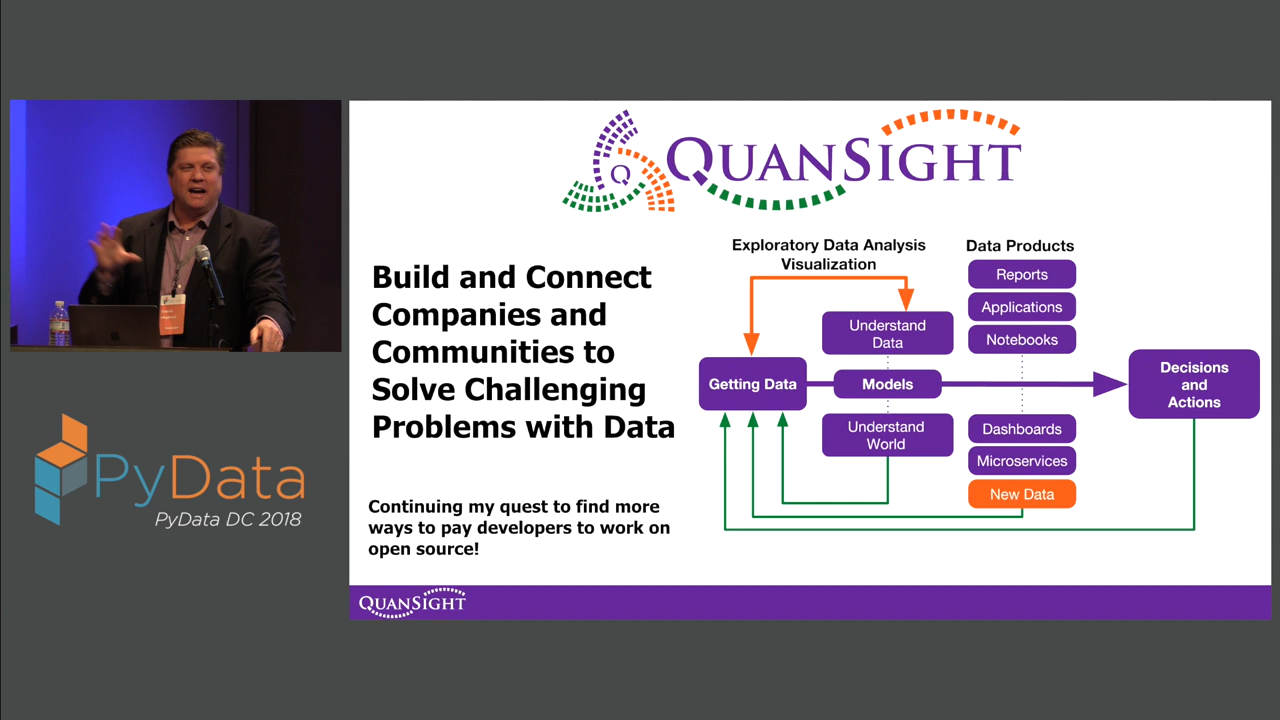 QUANSIGHT
Q
Build and Connect
Companies and
Communities to
Solve Challenging
Problems with Data
Continuing my quest to find more
ways to pay developers to work on
open source!
Exploratory Data Analysis
Visualization
Data Products
Reports
Applications
Notebooks
Understand
Data
Getting Data
Models
Decisions
and
Actions
Understand
World
Dashboards
Microservices
New Data
PyData
PyData DC 2018
QUANSIGHT